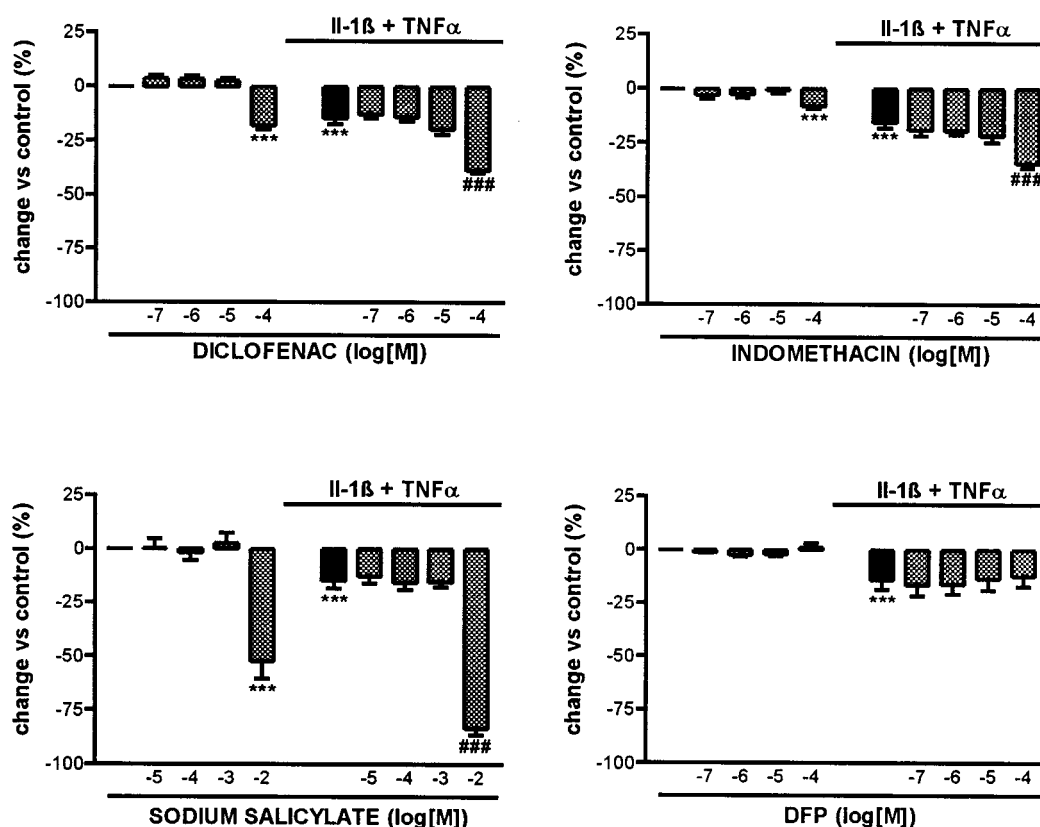 Il-1ß + TNFα
25
0
-25
-50
-75
-100
change vs control (%)
***
***
###
-7 -6 -5 -4 -7 -6 -5 -4
DICLOFENAC (log[M])
Il-1ß + TNFα
25
0
-25
-50
-75
-100
change vs control (%)
***
***
###
-7 -6 -5 -4 -7 -6 -5 -4
INDOMETHACIN (log[M])
Il-1ß + TNFα
25
0
-25
-50
-75
-100
change vs control (%)
***
***
###
-5 -4 -3 -2 -5 -4 -3 -2
SODIUM SALICYLATE (log[M])
Il-1ß + TNFα
25
0
-25
-50
-75
-100
change vs control (%)
***
-7 -6 -5 -4 -7 -6 -5 -4
DFP (log[M])